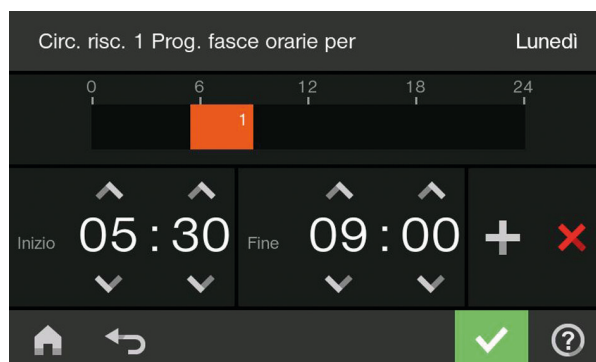 Circ. risc. 1 Prog. fasce orarie per Lunedì
0 6 12 18 24
1
Inizio 05 : 30 Fine 09 : 00
?